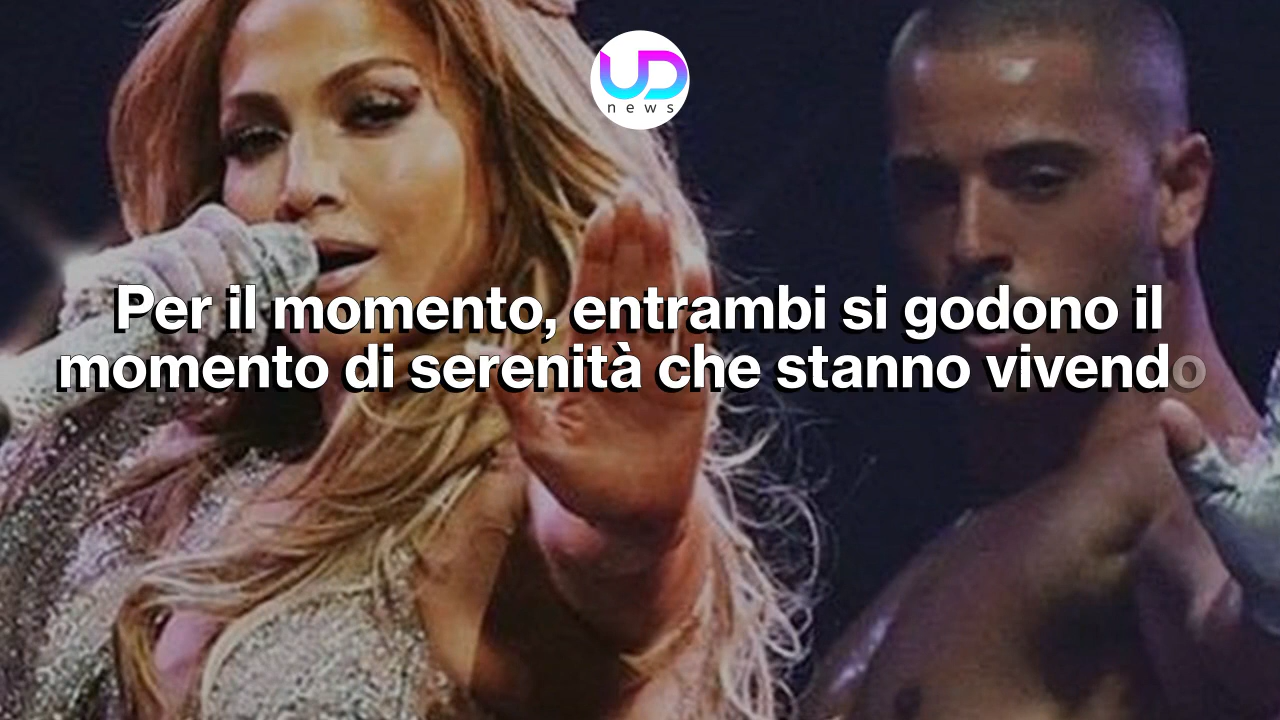 UD
news
Per il momento, entrambi si godono il
momento di serenità che stanno vivendo